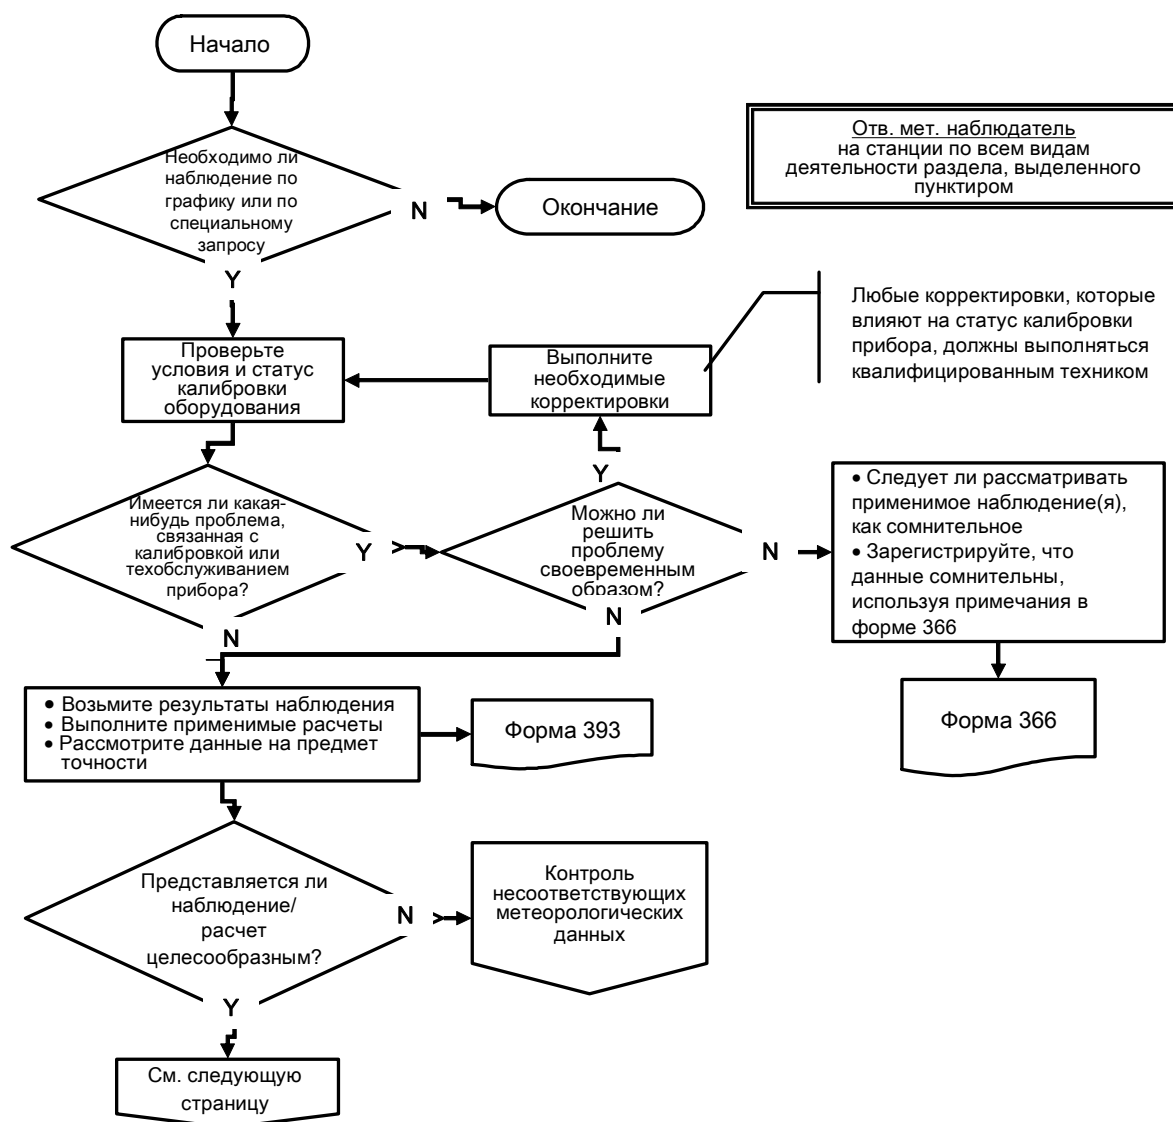 Начало
Отв. мет. наблюдатель
на станции по всем видам
деятельности раздела, выделенного
пунктиром
Необходимо ли
наблюдение по
графику или по
специальному
запросу
N
Окончание
Y
Любые корректировки, которые
влияют на статус калибровки
прибора, должны выполняться
квалифицированным техником
Проверьте
условия и статус
калибровки
оборудования
Выполните
необходимые
корректировки
Y
Имеется ли какая-
нибудь проблема,
связанная с
калибровкой или
техобслуживанием
прибора?
Y
Можно ли
решить
проблему
своевременным
образом?
N
• Следует ли рассматривать
применимое наблюдение(я),
как сомнительное
• Зарегистрируйте, что
данные сомнительны,
используя примечания в
форме 366
N
N
• Возьмите результаты наблюдения
• Выполните применимые расчеты
• Рассмотрите данные на предмет
точности
Форма 393
Форма 366
Представляется ли
наблюдение/
расчет
целесообразным?
N
Контроль
несоответствующих
метеорологических
данных
Y
См. следующую
страницу